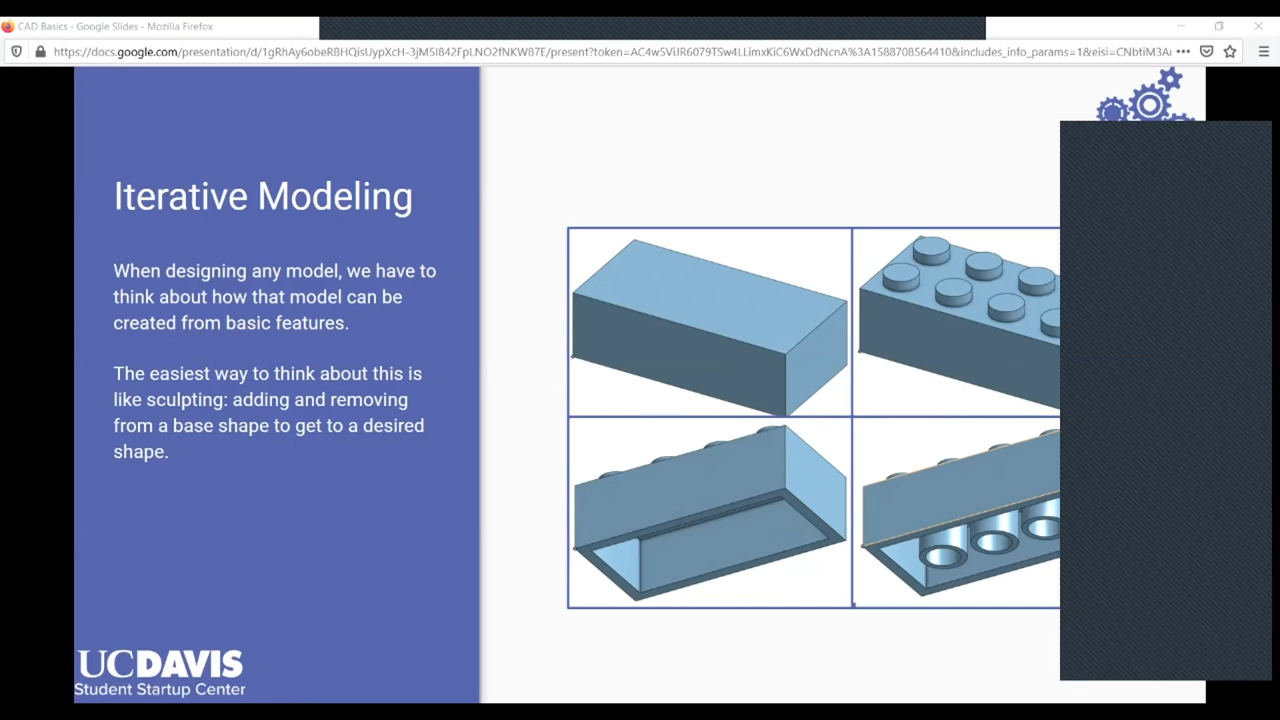 CAD Basics - Google Slides - Mozilla Firefox
https://docs.google.com/presentation/d/1gRhAy6obeR8HQisUypXcH-3jM5I842FpLNO2fNKW87E/present?token=AC4w5ViJR6079TSw4LLimxKiC6WxDdNcnA%3A1588708564410&includes_info_params=1&eisi=CNbtiM3A
Iterative Modeling
When designing any model, we have to
think about how that model can be
created from basic features.
The easiest way to think about this is
like sculpting: adding and removing
from a base shape to get to a desired
shape.
UCDAVIS
Student Startup Center